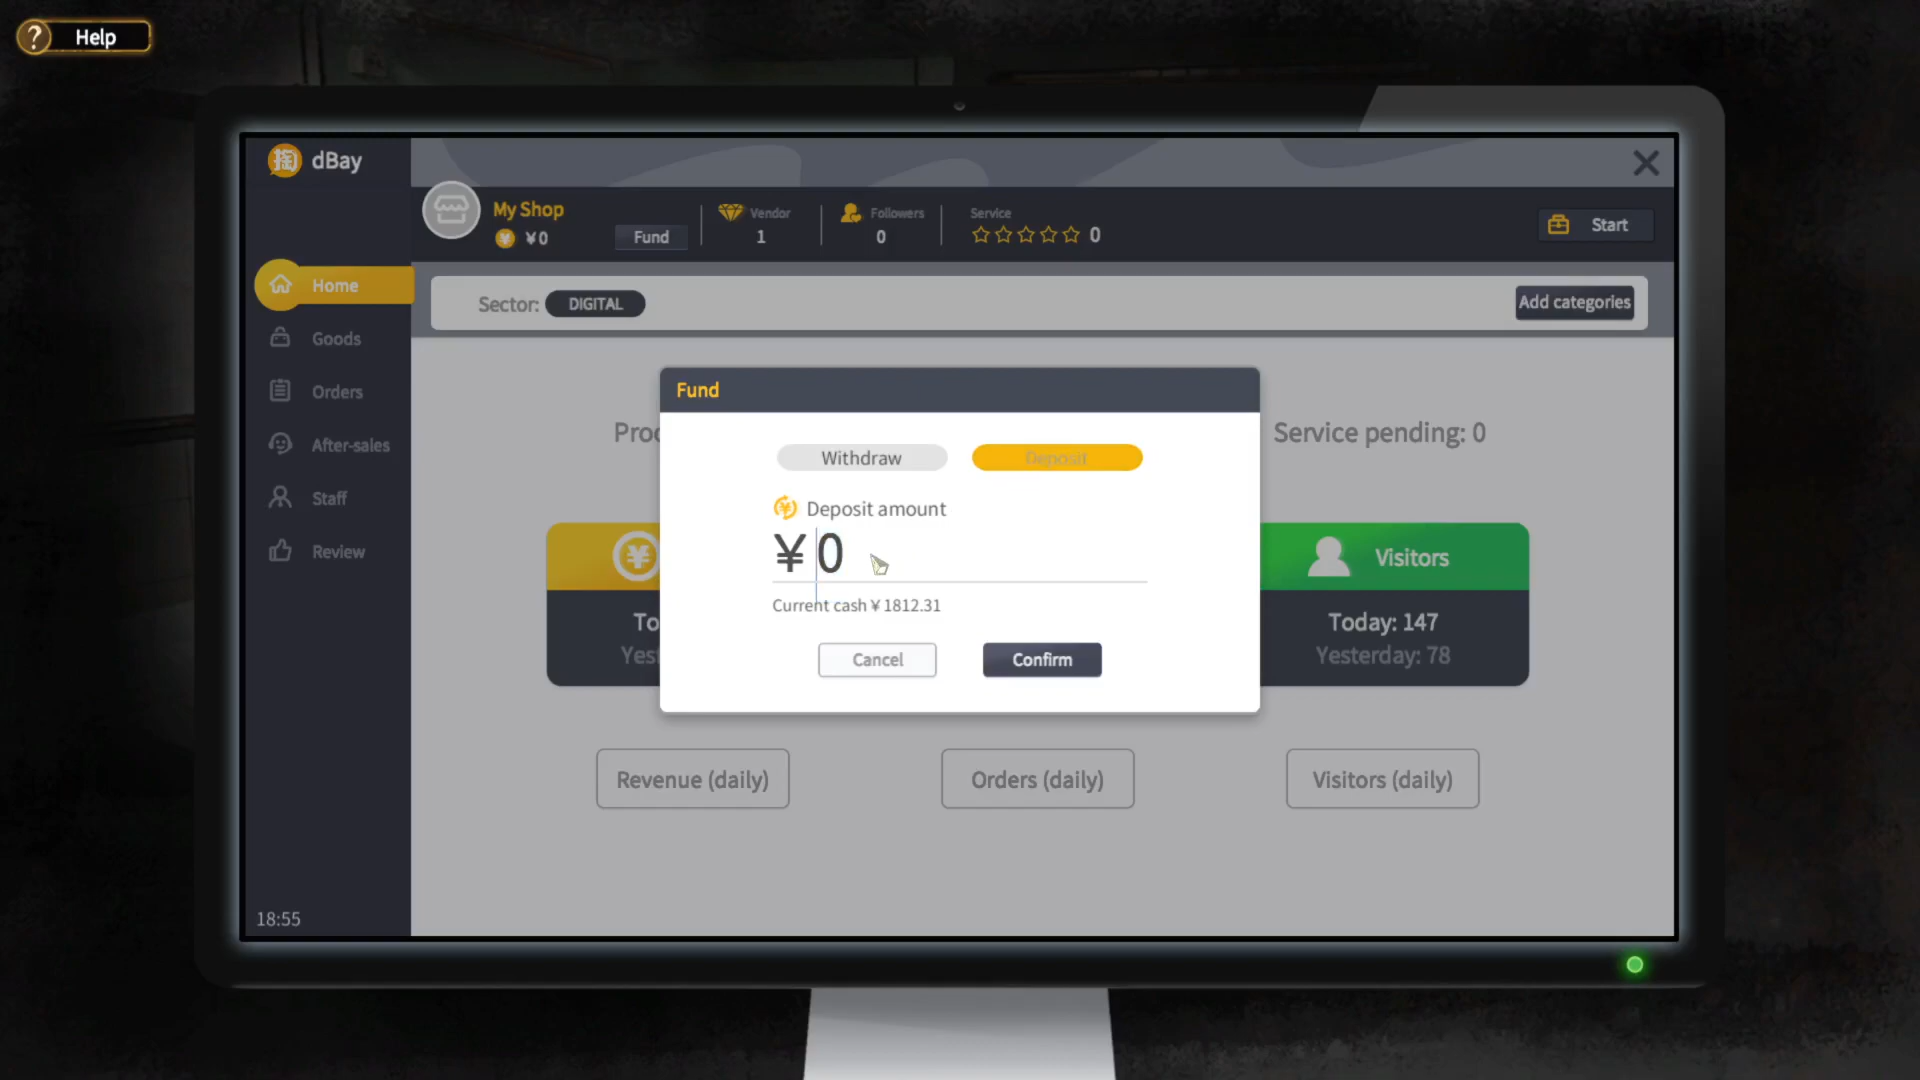 ? Help
掏 dBay
My Shop
¥0
Fund
Vendor
1
Followers
0
Service
0
Start
Home
Goods
Orders
After-sales
Staff
Review
18:55
Sector: DIGITAL
Add categories
Service pending: 0
Fund
Withdraw
Deposit
Deposit amount
¥ 0
Current cash ¥ 1812.31
Cancel
Confirm
Visitors
Today: 147
Yesterday: 78
Revenue (daily)
Orders (daily)
Visitors (daily)